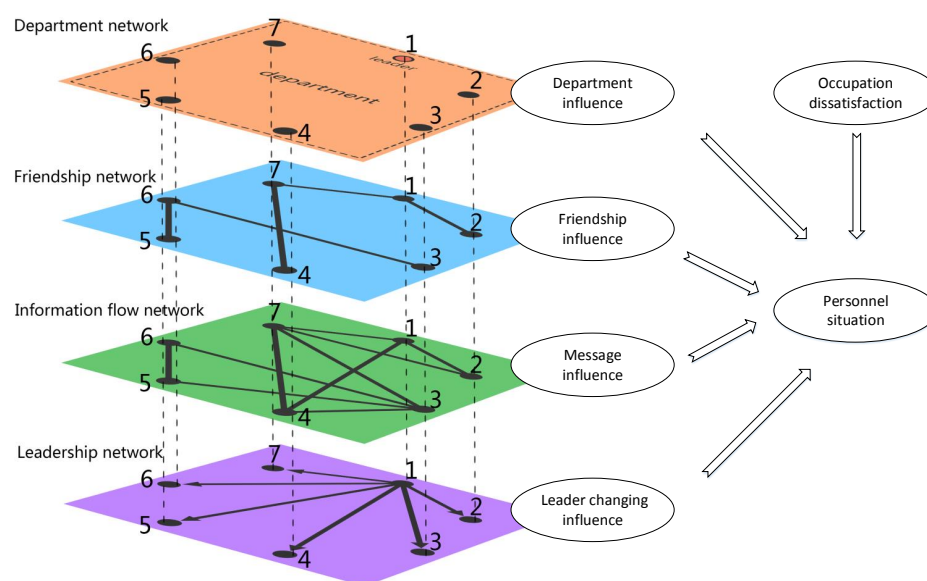 Department network
7
6
1
leader
department
2
5
3
4
Department
influence
Occupation
dissatisfaction
Friendship network
7
6
1
2
5
3
4
Friendship
influence
Information flow network
7
6
1
2
5
3
4
Message
influence
Personnel
situation
Leadership network
7
6
1
2
5
3
4
Leader changing
influence